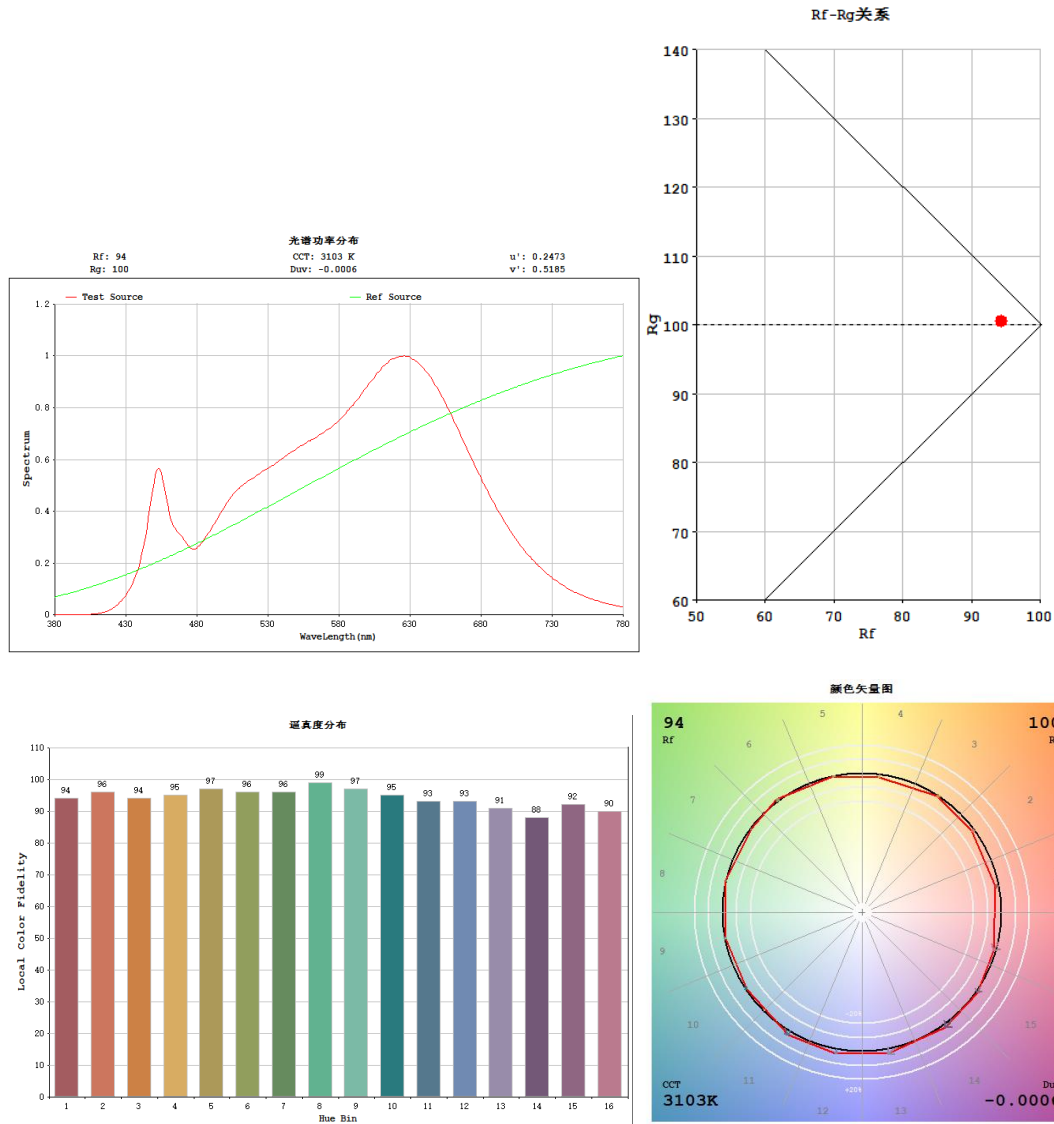 Rf-Rg关系
140
130
120
110
100
90
80
70
60
Rg
50 60 70 80 90 100
Rf
光谱功率分布
Rf: 94 CCT: 3103 K u': 0.2473
Rg: 100 Duv: -0.0006 v': 0.5185
Test Source Ref Source
1.2
1
0.8
0.6
0.4
0.2
0
Spectrum
380 430 480 530 580 630 680 730 780
WaveLength(nm)
逼真度分布
110
100
90
80
70
60
50
40
30
20
10
0
Local Color Fidelity
94 96 94 95 97 96 96 99 97 95 93 93 91 88 92 90
1 2 3 4 5 6 7 8 9 10 11 12 13 14 15 16
Hue Bin
颜色矢量图
94 100
Rf R
5 4
6 3
7 2
8
9
10 15
11 14
12 13
-20%
+20%
CCT Du
3103K -0.0006